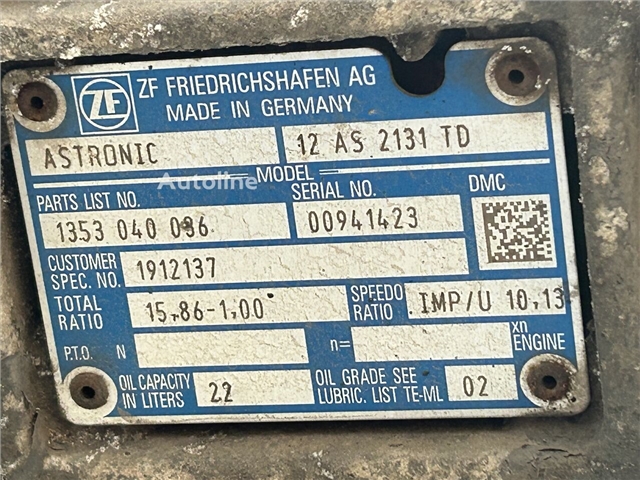 ZF FRIEDRICHSHAFEN AG
MADE IN GERMANY
ASTRONIC 12 AS 2131 TD
MODEL
PARTS LIST NO. SERIAL NO. DMC
1353 040 036 00941423
Autoline
CUSTOMER SPEC. NO. 1912137
TOTAL RATIO 15,86-1,00 SPEEDO RATIO IMP/U 10,13
P.T.O. N n= xn ENGINE
OIL CAPACITY IN LITERS 22 OIL GRADE SEE LUBRIC. LIST TE-ML 02